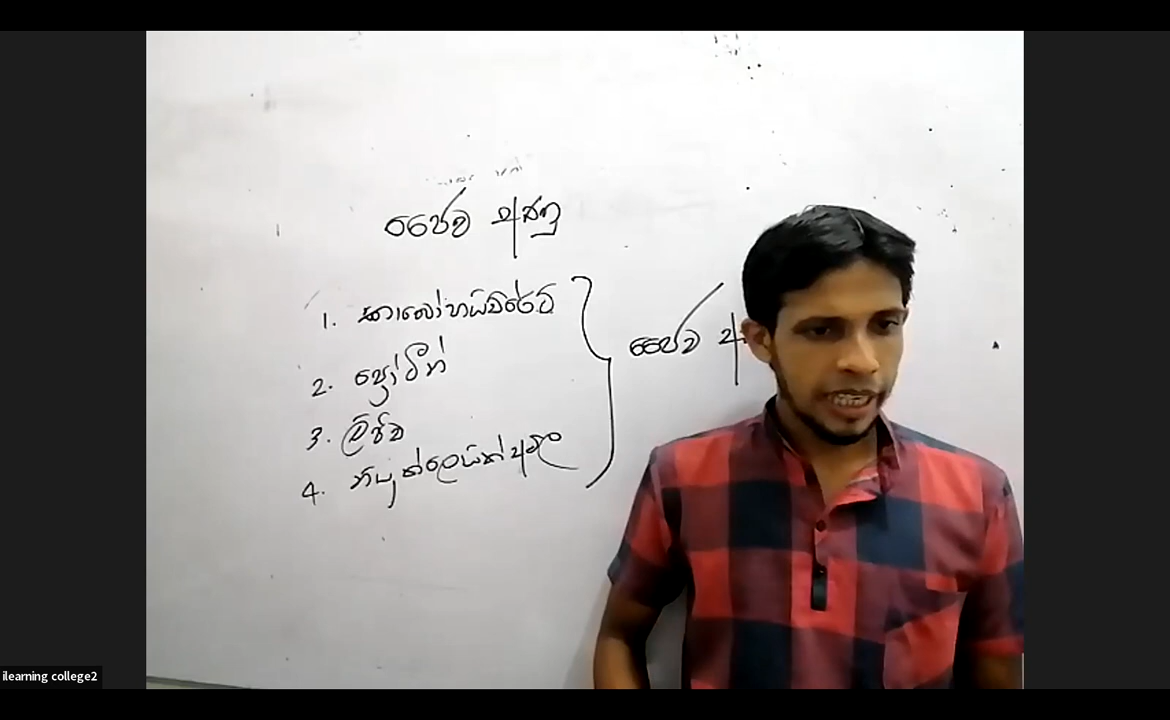 ජෛව අණු
1. කාබෝහයිඩ්රේට්
2. ප්‍රෝටීන්
3. ලිපිඩ
4. නියුක්ලෙයික් අම්ල
ජෛව අ
ilearning college2